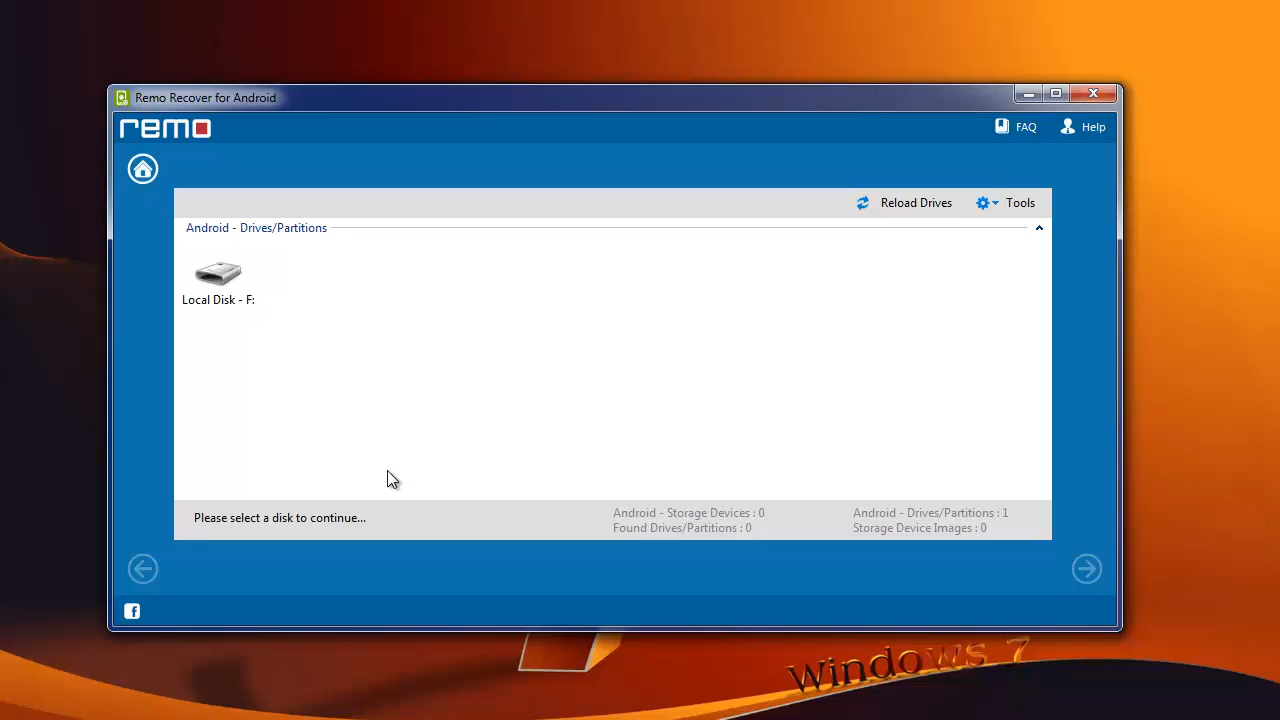 Remo Recover for Android
remo
FAQ
Help
Reload Drives
Tools
Android - Drives/Partitions
Local Disk - F:
Please select a disk to continue...
Android - Storage Devices : 0
Found Drives/Partitions : 0
Android - Drives/Partitions : 1
Storage Device Images : 0
f
Windows 7